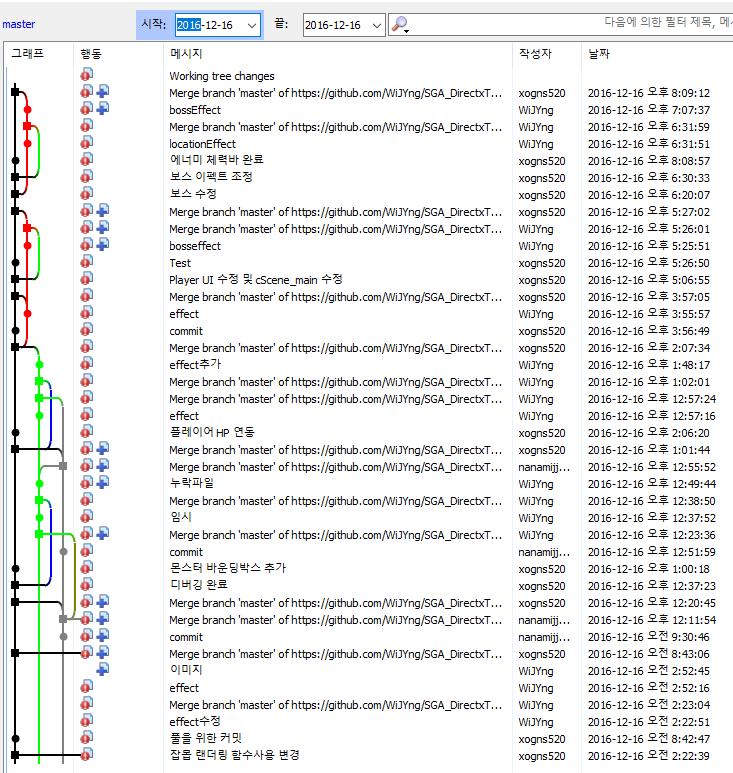 master 시작: 2016-12-16 끝: 2016-12-16 다음에 의한 필터 제목, 메시
그래프 행동 메시지 작성자 날짜
Working tree changes
Merge branch 'master' of https://github.com/WiJYng/SGA_DirectxT... xogns520 2016-12-16 오후 8:09:12
bossEffect WiJYng 2016-12-16 오후 7:07:37
Merge branch 'master' of https://github.com/WiJYng/SGA_DirectxT... WiJYng 2016-12-16 오후 6:31:59
locationEffect WiJYng 2016-12-16 오후 6:31:51
에너미 체력바 완료 xogns520 2016-12-16 오후 8:08:57
보스 이펙트 조정 xogns520 2016-12-16 오후 6:30:33
보스 수정 xogns520 2016-12-16 오후 6:20:07
Merge branch 'master' of https://github.com/WiJYng/SGA_DirectxT... xogns520 2016-12-16 오후 5:27:02
Merge branch 'master' of https://github.com/WiJYng/SGA_DirectxT... WiJYng 2016-12-16 오후 5:26:01
bosseffect WiJYng 2016-12-16 오후 5:25:51
Test xogns520 2016-12-16 오후 5:26:50
Player UI 수정 및 cScene_main 수정 xogns520 2016-12-16 오후 5:06:55
Merge branch 'master' of https://github.com/WiJYng/SGA_DirectxT... xogns520 2016-12-16 오후 3:57:05
effect WiJYng 2016-12-16 오후 3:55:57
commit xogns520 2016-12-16 오후 3:56:49
Merge branch 'master' of https://github.com/WiJYng/SGA_DirectxT... xogns520 2016-12-16 오후 2:07:34
effect추가 WiJYng 2016-12-16 오후 1:48:17
Merge branch 'master' of https://github.com/WiJYng/SGA_DirectxT... WiJYng 2016-12-16 오후 1:02:01
Merge branch 'master' of https://github.com/WiJYng/SGA_DirectxT... WiJYng 2016-12-16 오후 12:57:24
effect WiJYng 2016-12-16 오후 12:57:16
플레이어 HP 연동 xogns520 2016-12-16 오후 2:06:20
Merge branch 'master' of https://github.com/WiJYng/SGA_DirectxT... xogns520 2016-12-16 오후 1:01:44
Merge branch 'master' of https://github.com/WiJYng/SGA_DirectxT... nanamijj... 2016-12-16 오후 12:55:52
누락파일 WiJYng 2016-12-16 오후 12:49:44
Merge branch 'master' of https://github.com/WiJYng/SGA_DirectxT... WiJYng 2016-12-16 오후 12:38:50
임시 WiJYng 2016-12-16 오후 12:37:52
Merge branch 'master' of https://github.com/WiJYng/SGA_DirectxT... WiJYng 2016-12-16 오후 12:23:36
commit nanamijj... 2016-12-16 오후 12:51:59
몬스터 바운딩박스 추가 xogns520 2016-12-16 오후 1:00:18
디버깅 완료 xogns520 2016-12-16 오후 12:37:23
Merge branch 'master' of https://github.com/WiJYng/SGA_DirectxT... xogns520 2016-12-16 오후 12:20:45
Merge branch 'master' of https://github.com/WiJYng/SGA_DirectxT... nanamijj... 2016-12-16 오후 12:11:54
commit nanamijj... 2016-12-16 오전 9:30:46
Merge branch 'master' of https://github.com/WiJYng/SGA_DirectxT... xogns520 2016-12-16 오전 8:43:06
이미지 WiJYng 2016-12-16 오전 2:52:45
effect WiJYng 2016-12-16 오전 2:52:16
Merge branch 'master' of https://github.com/WiJYng/SGA_DirectxT... WiJYng 2016-12-16 오전 2:23:04
effect수정 WiJYng 2016-12-16 오전 2:22:51
풀을 위한 커밋 xogns520 2016-12-16 오전 8:42:47
잡몹 랜더링 함수사용 변경 xogns520 2016-12-16 오전 2:22:39